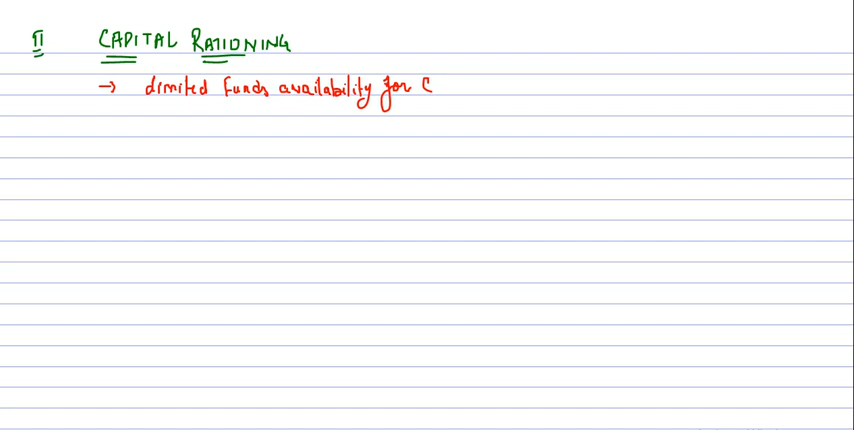 II CAPITAL RATIONING
→ Limited Funds availability for C